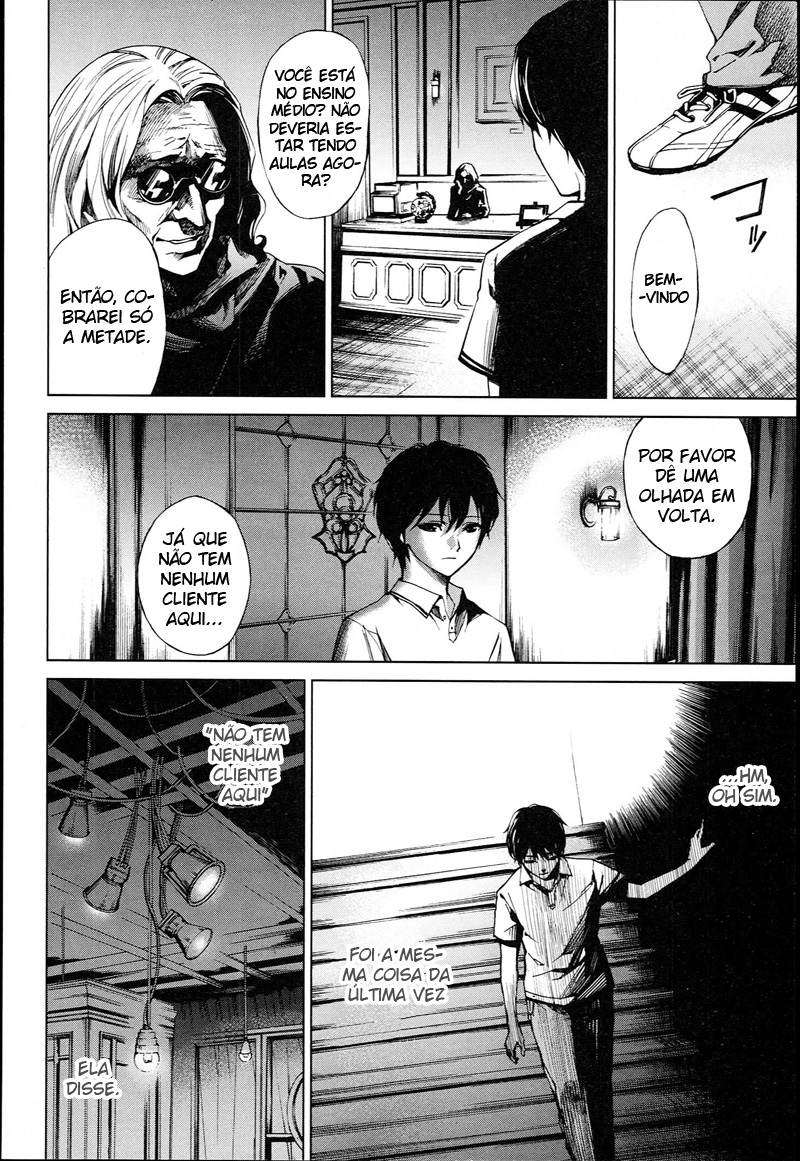 BEM-
-VINDO
ゴッ
VOCÊ ESTÁ
NO ENSINO
MÉDIO? NÃO
DEVERIA ES-
TAR TENDO
AULAS AGO-
RA?
ENTÃO, CO-
BRAREI SÓ
A METADE.
POR FAVOR
DÊ UMA
OLHADA EM
VOLTA.
JÁ QUE
NÃO TEM
NENHUM
CLIENTE
AQUI...
...HM,
OH SIM.
FOI A MES-
MA COISA DA
ÚLTIMA VEZ
"NÃO TEM
NENHUM
CLIENTE
AQUI"
ELA
DISSE.